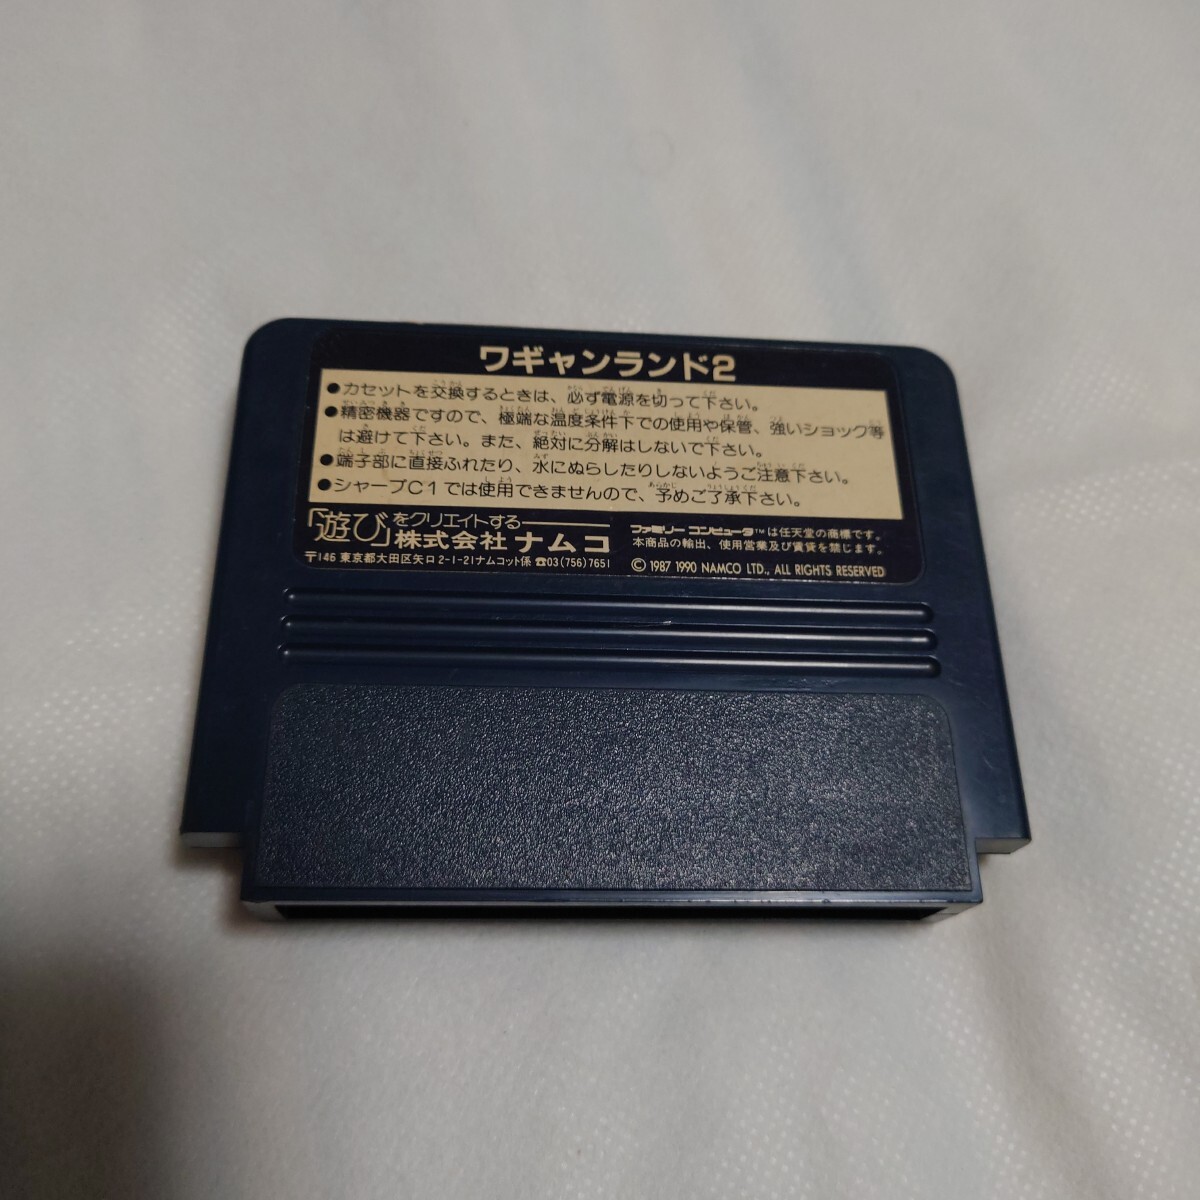 ワギャンランド2
●カセットを交換するときは、必ず電源を切って下さい。
●精密機器ですので、極端な温度条件下での使用や保管、強いショック等
は避けて下さい。また、絶対に分解はしないで下さい。
●端子部に直接ふれたり、水にぬらしたりしないようご注意下さい。
●シャープC1では使用できませんので、予めご了承下さい。
「遊び」をクリエイトする
株式会社 ナムコ
〒146 東京都大田区矢口2-1-21ナムコット係 ☎03(756)7651
ファミリーコンピュータ™は任天堂の商標です。
本商品の輸出、使用営業及び賃貸を禁じます。
© 1987 1990 NAMCO LTD., ALL RIGHTS RESERVED